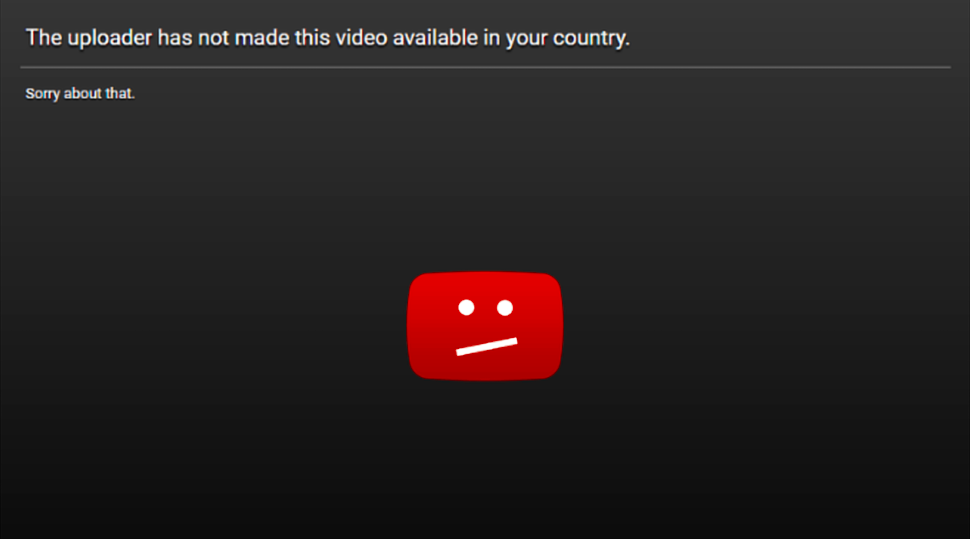 The uploader has not made this video available in your country.
Sorry about that.